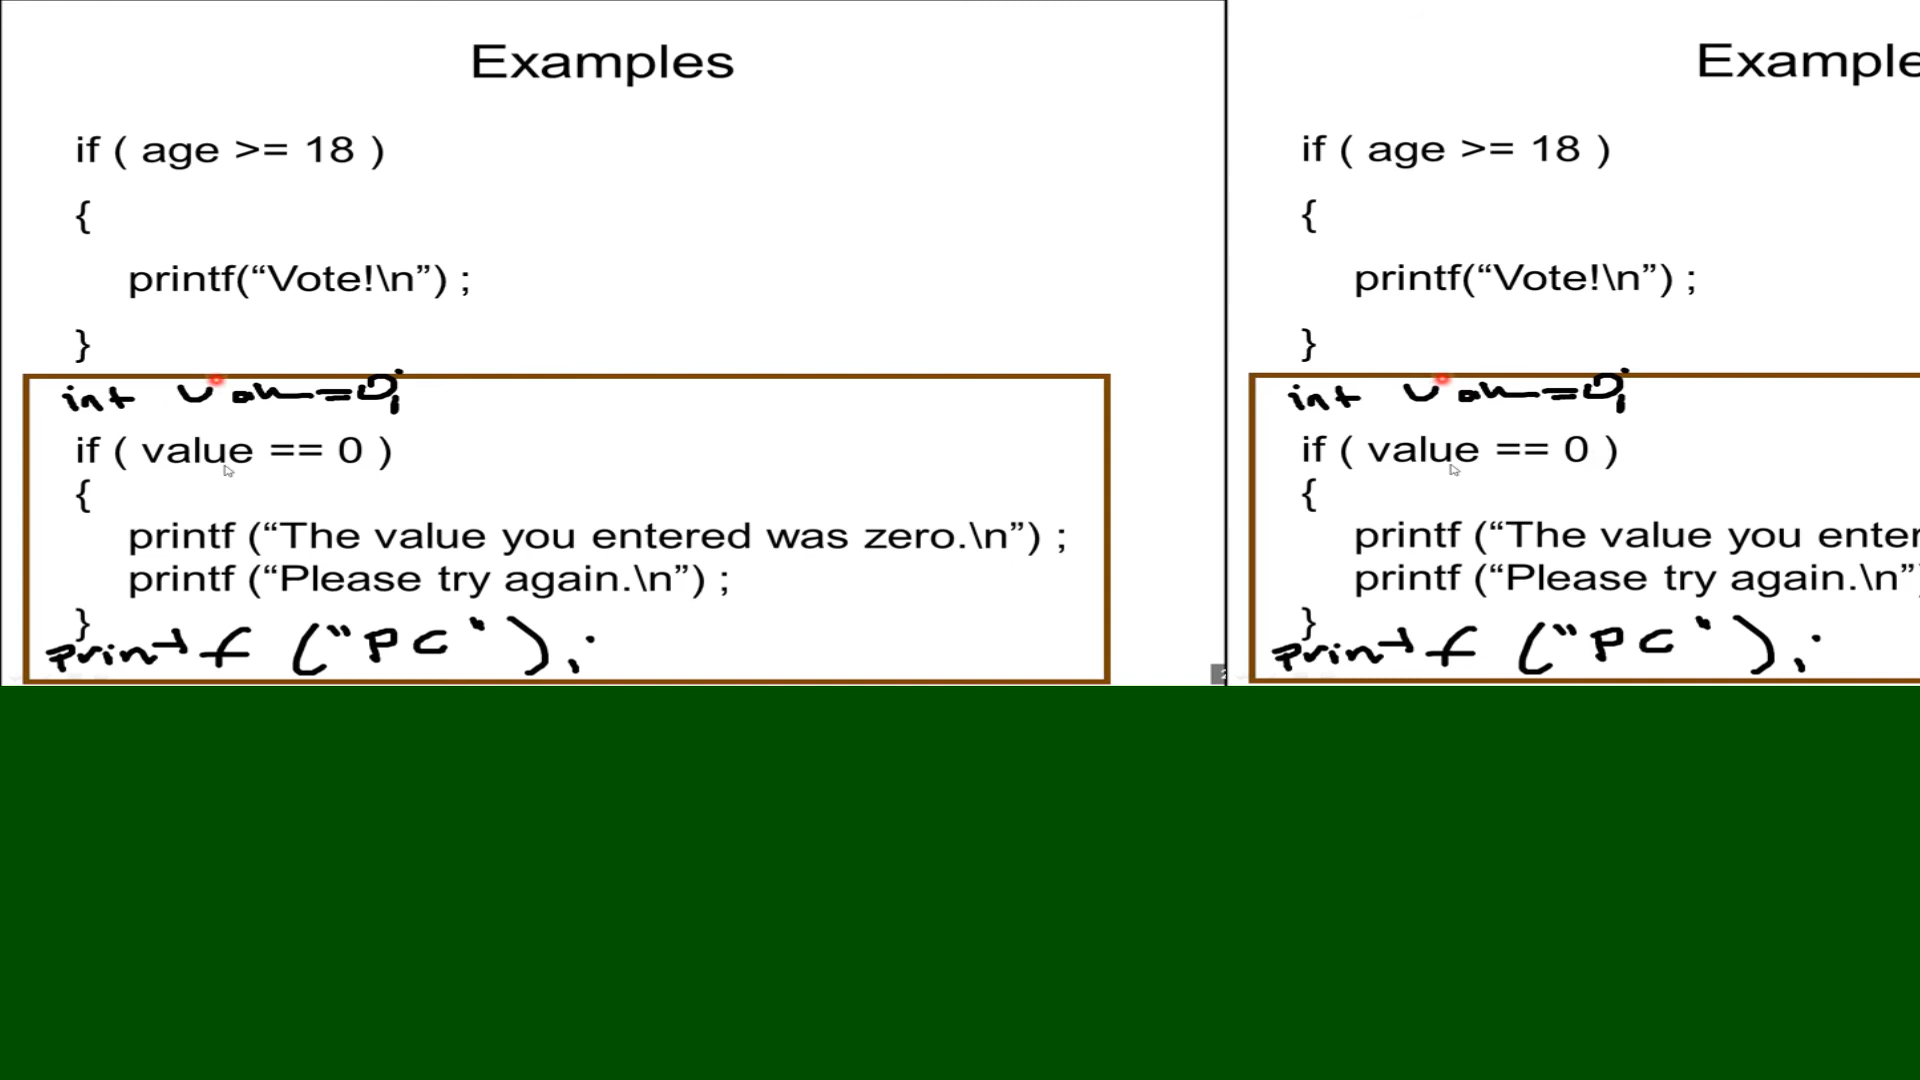 Examples
if ( age >= 18 )
{
printf(“Vote!\n”) ;
}
int
if ( value == 0 )
{
printf (“The value you entered was zero.\n”) ;
printf (“Please try again.\n”) ;
}
printf ("PC");
Example
if ( age >= 18 )
{
printf(“Vote!\n”) ;
}
int
if ( value == 0 )
{
printf (“The value you enter
printf (“Please try again.\n”)
}
printf ("PC");